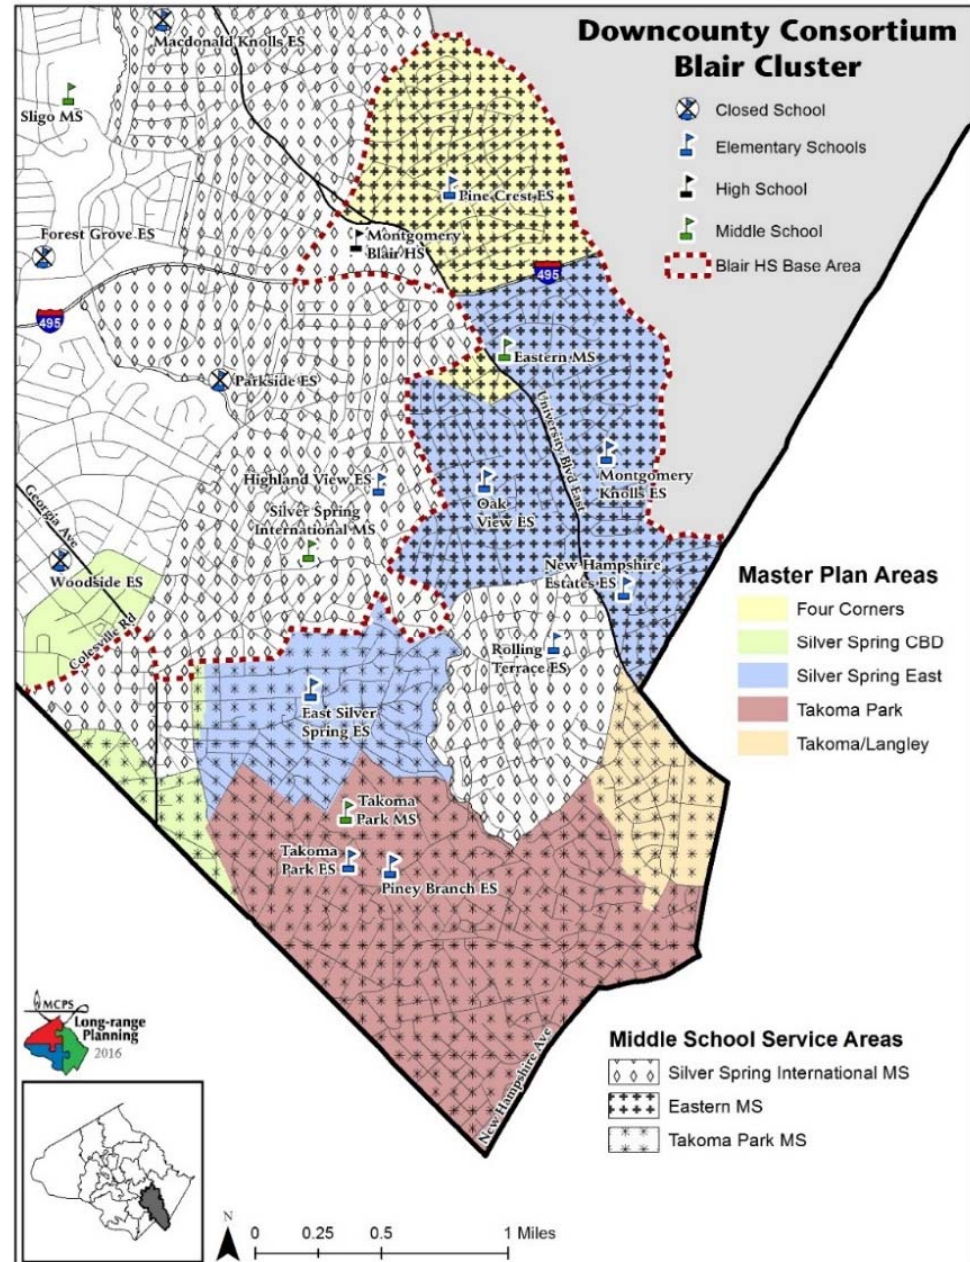 Downcounty Consortium
Blair Cluster
Closed School
Elementary Schools
High School
Middle School
Blair HS Base Area
Macdonald Knolls ES
Sligo MS
Pine Crest ES
Forest Grove ES
Montgomery
Blair HS
495
495
Eastern MS
Parkside ES
University Blvd East
Highland View ES
Montgomery
Knolls ES
Oak
View ES
Silver Spring
International MS
Georgia Ave
Woodside ES
New Hampshire
Estates ES
Colesville Rd
Rolling
Terrace ES
East Silver
Spring ES
Takoma
Park MS
Takoma
Park ES
Piney Branch ES
New Hampshire Ave
Master Plan Areas
Four Corners
Silver Spring CBD
Silver Spring East
Takoma Park
Takoma/Langley
Middle School Service Areas
Silver Spring International MS
Eastern MS
Takoma Park MS
MCPS
Long-range
Planning
2016
N
0 0.25 0.5 1 Miles